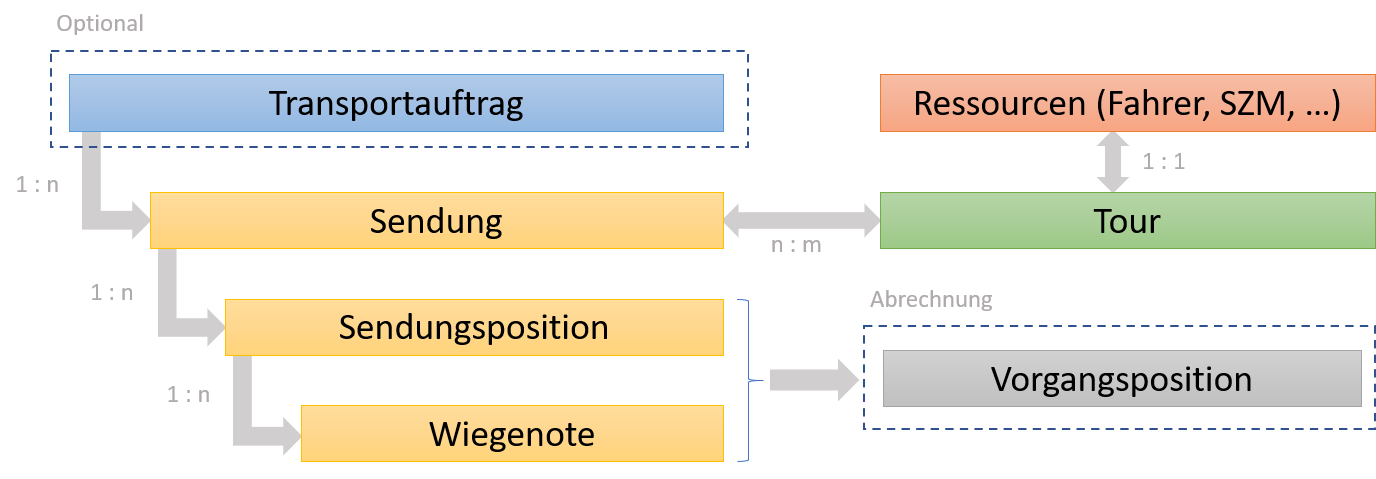 Optional
Transportauftrag
Ressourcen (Fahrer, SZM, ...)
1 : n
1 : 1
Sendung
Tour
n : m
1 : n
Abrechnung
Sendungsposition
Vorgangsposition
1 : n
Wiegenote